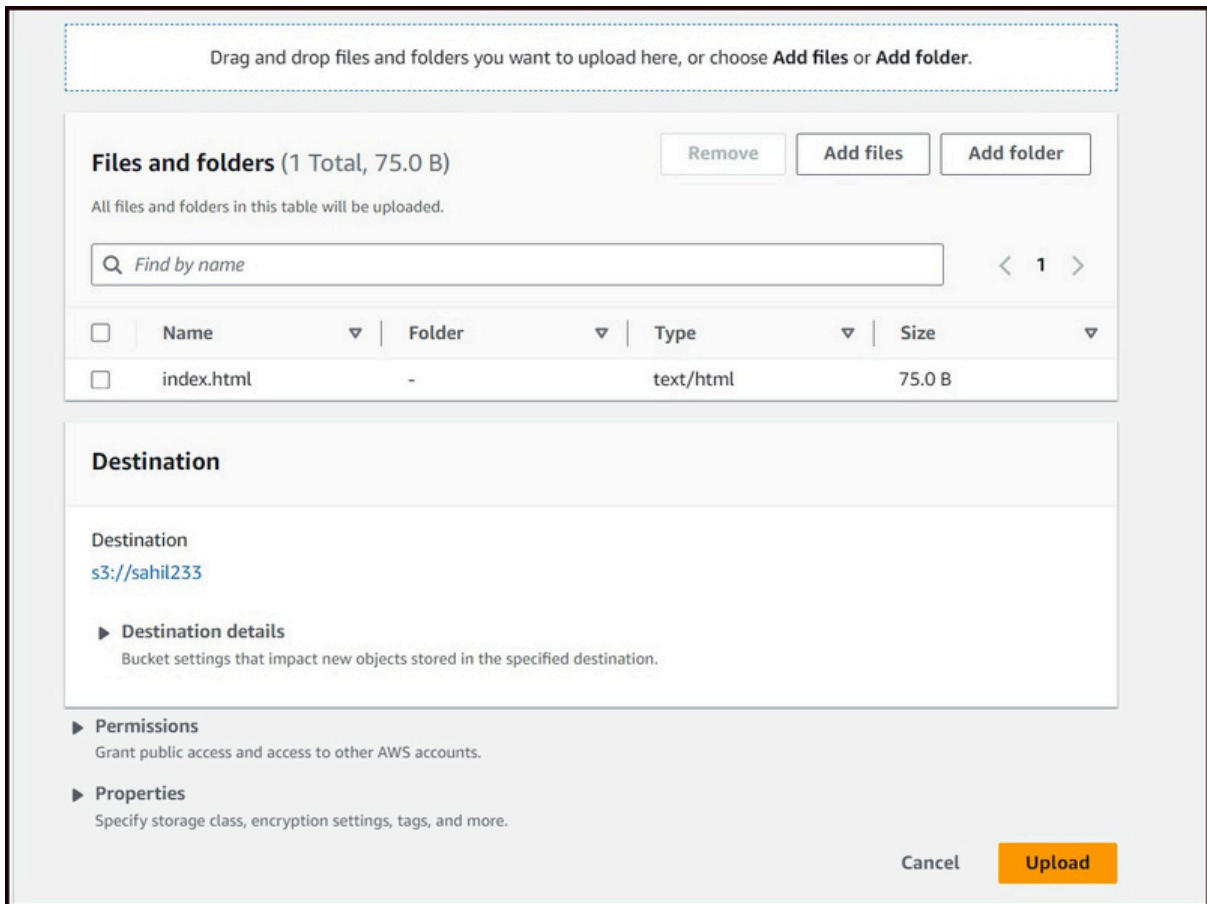 Drag and drop files and folders you want to upload here, or choose Add files or Add folder.
Files and folders (1 Total, 75.0 B)
Remove
Add files
Add folder
All files and folders in this table will be uploaded.
Find by name
1
Name Folder Type Size
index.html - text/html 75.0 B
Destination
Destination
s3://sahil233
Destination details
Bucket settings that impact new objects stored in the specified destination.
Permissions
Grant public access and access to other AWS accounts.
Properties
Specify storage class, encryption settings, tags, and more.
Cancel Upload